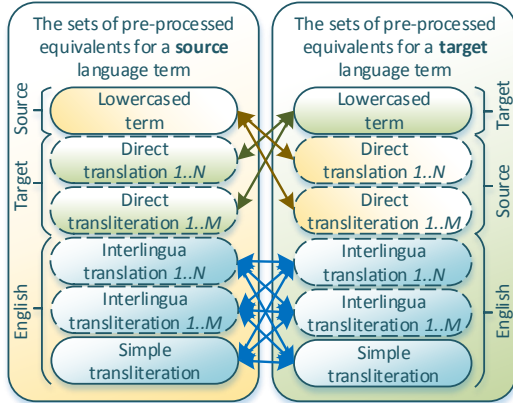 The sets of pre-processed
equivalents for a source
language term
Source
Lowercased
term
Target
Direct
translation 1..N
Direct
transliteration 1..M
English
Interlingua
translation 1..N
Interlingua
transliteration 1..M
Simple
transliteration
The sets of pre-processed
equivalents for a target
language term
Lowercased
term
Target
Direct
translation 1..N
Direct
transliteration 1..M
Source
Interlingua
translation 1..N
Interlingua
transliteration 1..M
Simple
transliteration
English